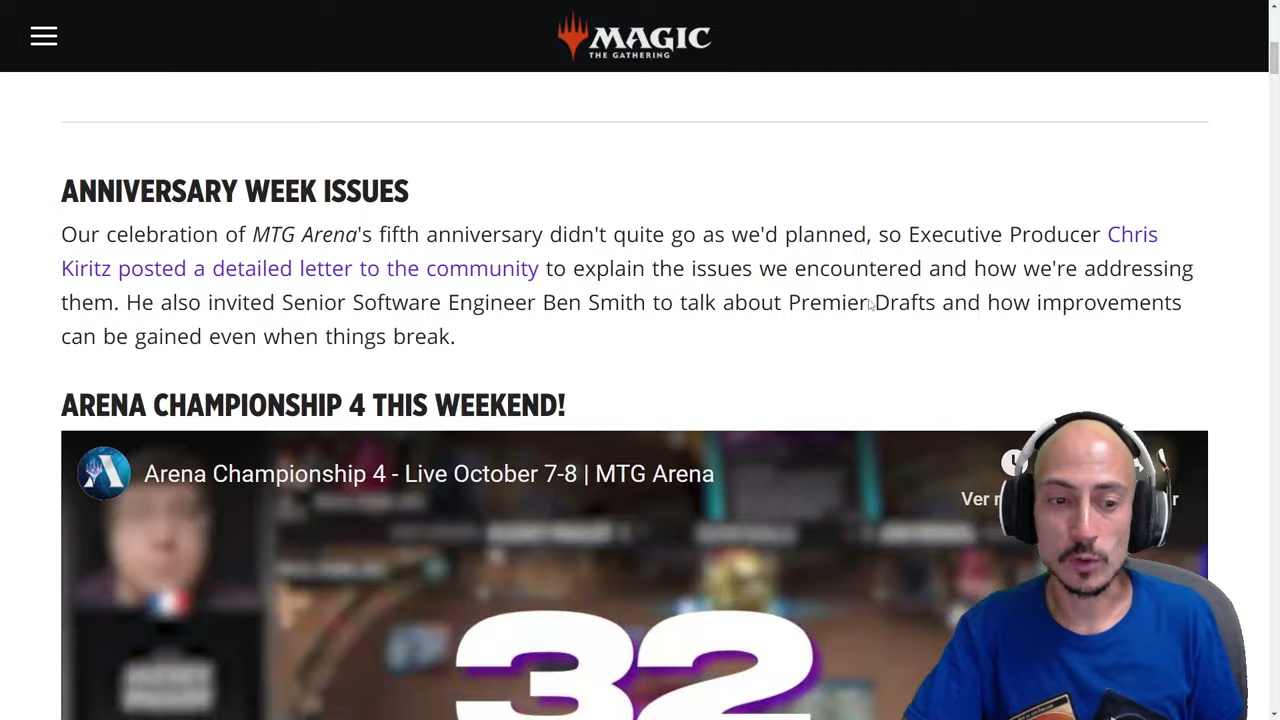 MAGIC
THE GATHERING
ANNIVERSARY WEEK ISSUES
Our celebration of MTG Arena's fifth anniversary didn't quite go as we'd planned, so Executive Producer Chris
Kiritz posted a detailed letter to the community to explain the issues we encountered and how we're addressing
them. He also invited Senior Software Engineer Ben Smith to talk about Premier Drafts and how improvements
can be gained even when things break.
ARENA CHAMPIONSHIP 4 THIS WEEKEND!
Arena Championship 4 - Live October 7-8 | MTG Arena
Ver
32